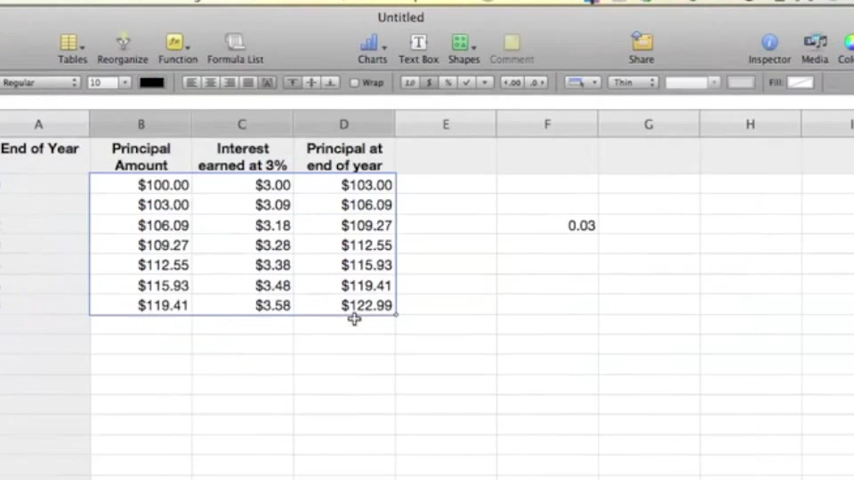 Untitled
Tables Reorganize Function Formula List Charts Text Box Shapes Comment Share Inspector Media
Regular 10 Wrap 1.0 $ % Thin Fill:
A B C D E F G H
End of Year Principal Amount Interest earned at 3% Principal at end of year
$100.00 $3.00 $103.00
$103.00 $3.09 $106.09
$106.09 $3.18 $109.27 0.03
$109.27 $3.28 $112.55
$112.55 $3.38 $115.93
$115.93 $3.48 $119.41
$119.41 $3.58 $122.99